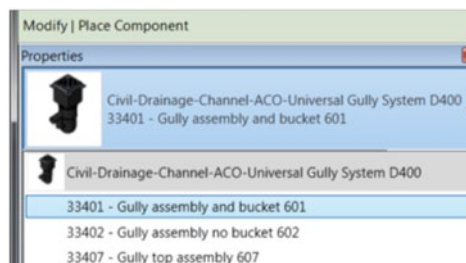 Modify | Place Component
Properties
Civil-Drainage-Channel-ACO-Universal Gully System D400
33401 - Gully assembly and bucket 601
Civil-Drainage-Channel-ACO-Universal Gully System D400
33401 - Gully assembly and bucket 601
33402 - Gully assembly no bucket 602
33407 - Gully top assembly 607